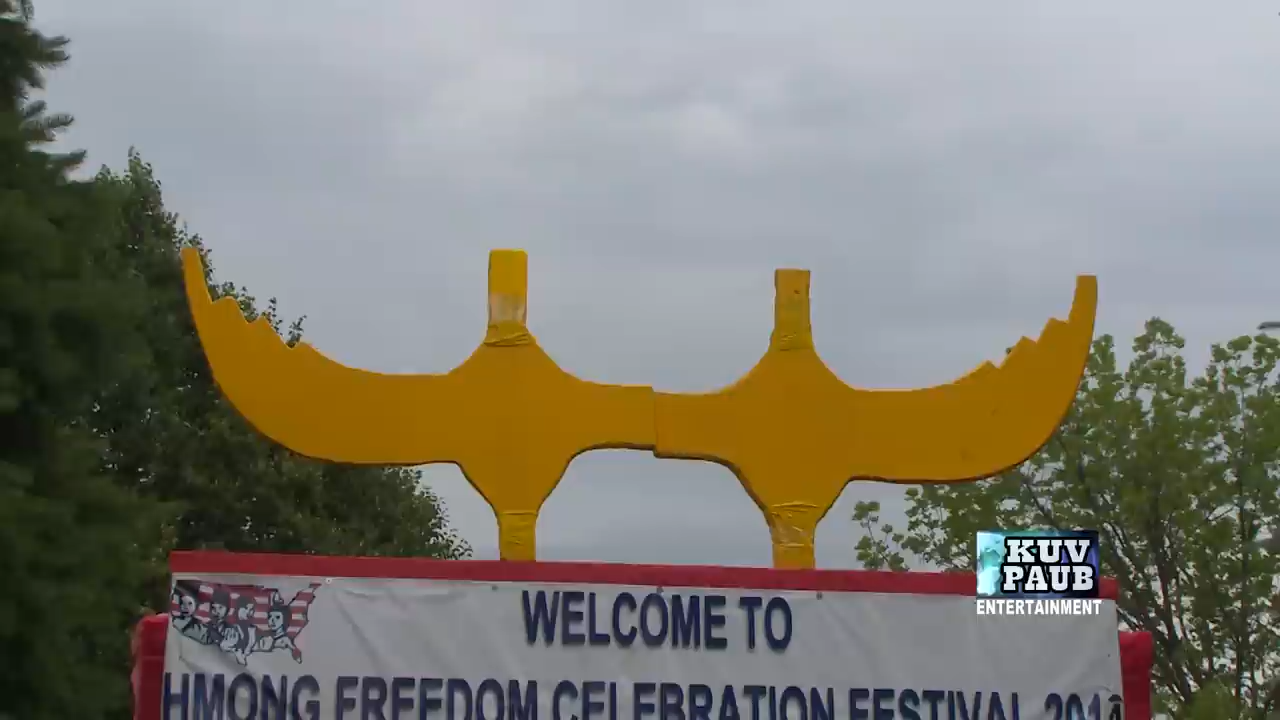 WELCOME TO
HMONG FREEDOM CELEBRATION FESTIVAL
KUV
PAUB
ENTERTAINMENT